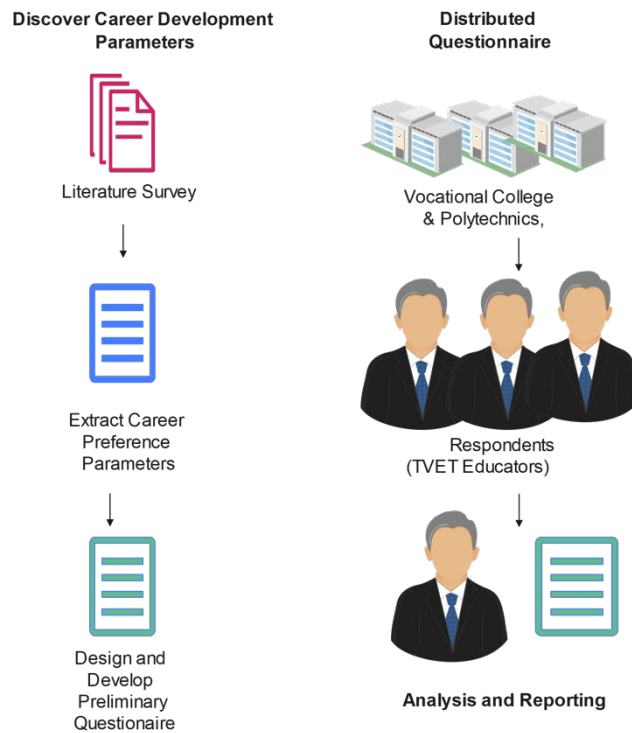 Discover Career Development
Parameters
Literature Survey
Extract Career
Preference
Parameters
Design and
Develop
Preliminary
Questionaire
Distributed
Questionnaire
Vocational College
& Polytechnics,
Respondents
(TVET Educators)
Analysis and Reporting